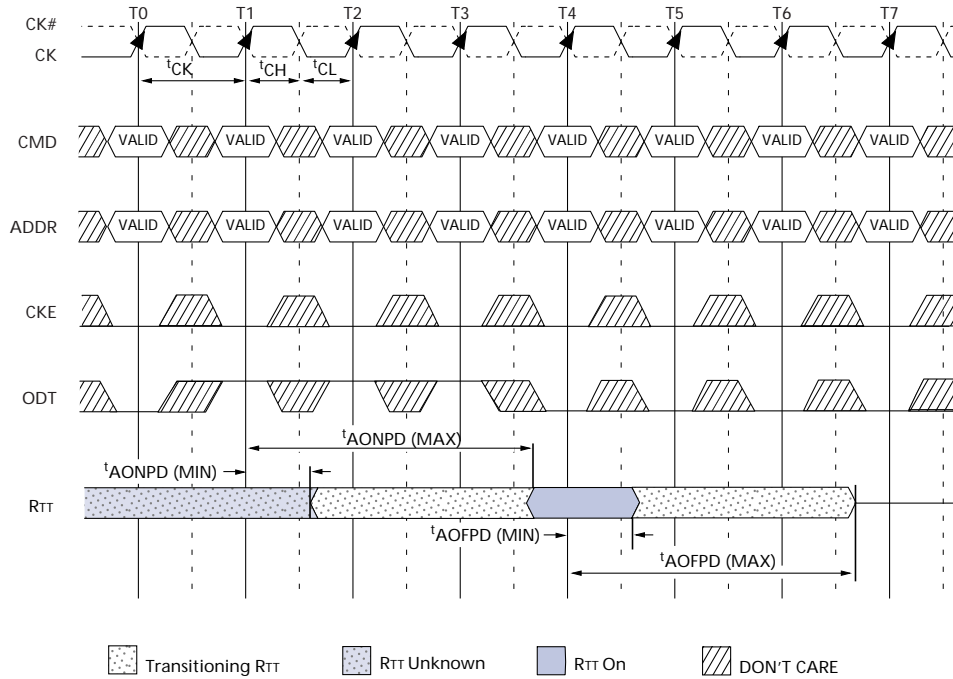 T0 T1 T2 T3 T4 T5 T6 T7
CK#
CK
tCK tCH tCL
CMD VALID VALID VALID VALID VALID VALID VALID VALID
ADDR VALID VALID VALID VALID VALID VALID VALID VALID
CKE
ODT
tAONPD (MAX)
tAONPD (MIN)
RTT
tAOFPD (MIN)
tAOFPD (MAX)
Transitioning RTT RTT Unknown RTT On DON'T CARE